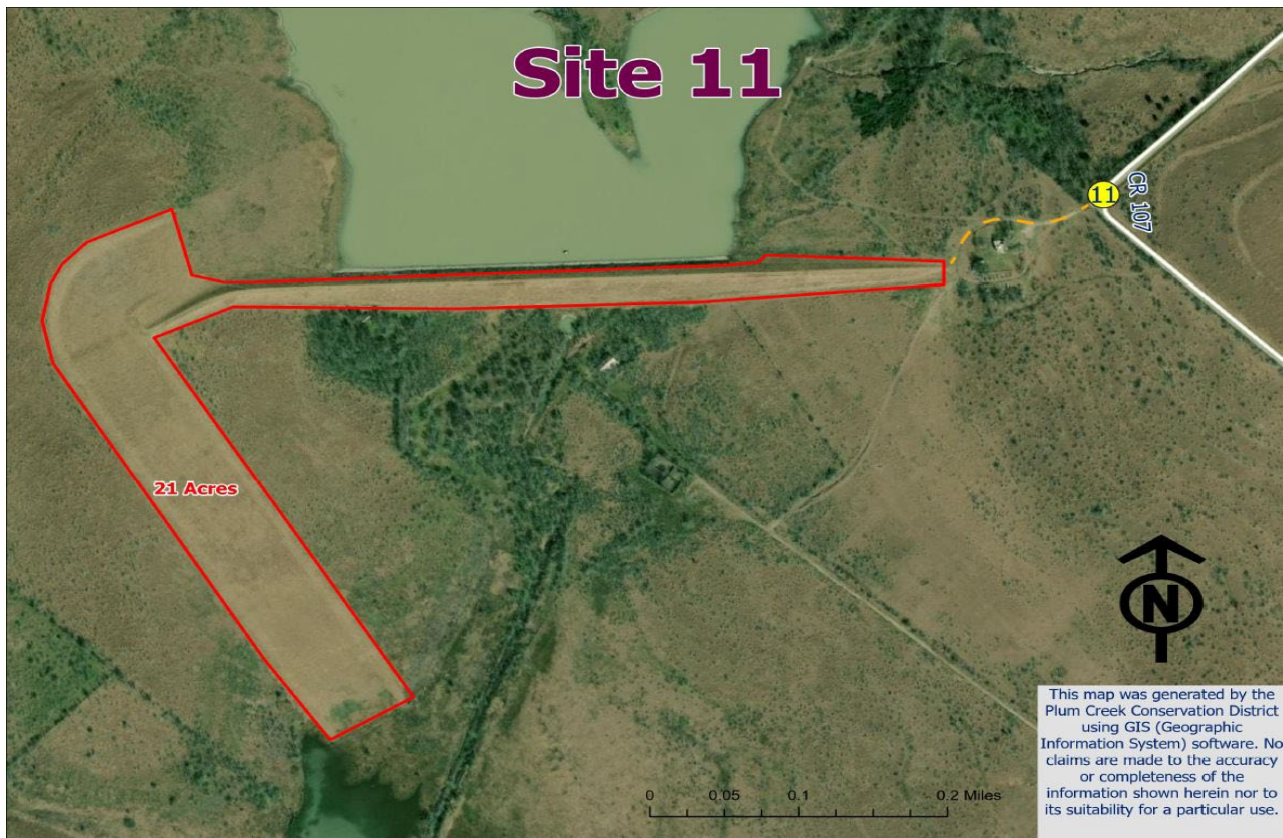 Site 11
11
CR 107
21 Acres
N
0 0.05 0.1 0.2 Miles
This map was generated by the
Plum Creek Conservation District
using GIS (Geographic
Information System) software. No
claims are made to the accuracy
or completeness of the
information shown herein nor to
its suitability for a particular use.